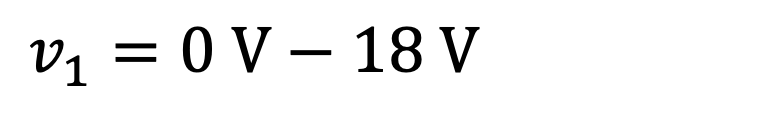 v₁ = 0 V − 18 V